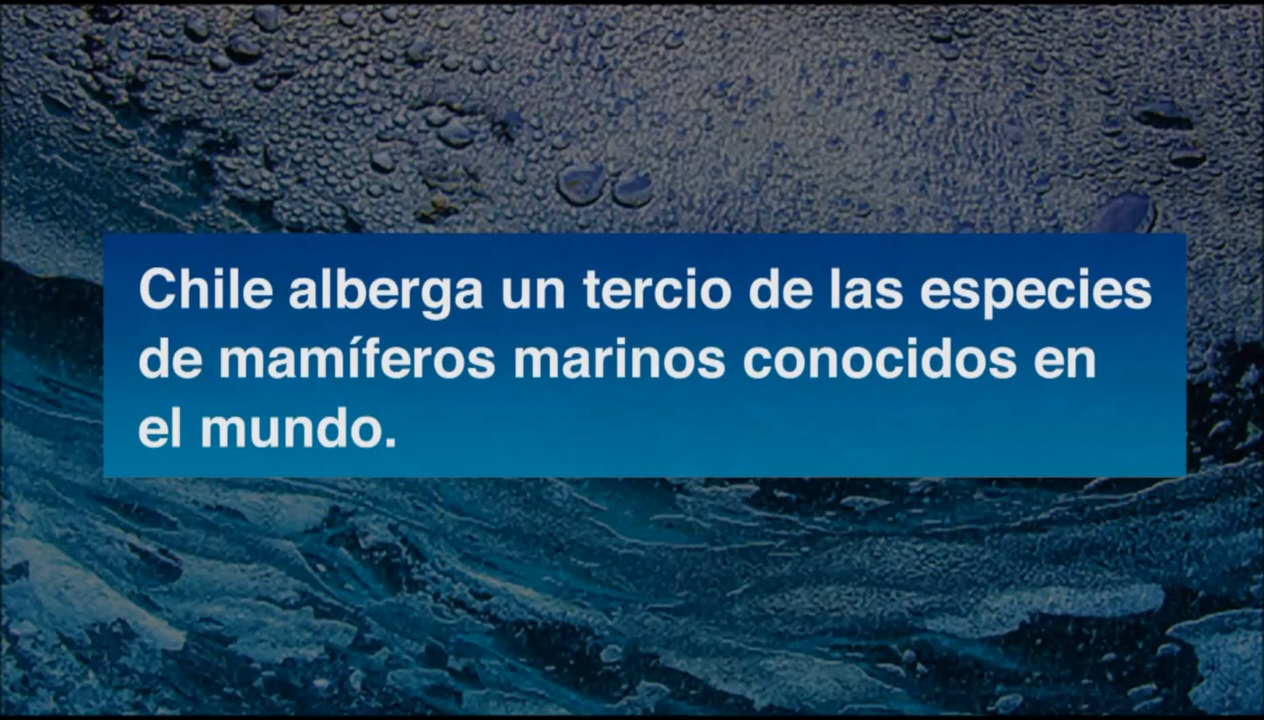 Chile alberga un tercio de las especies
de mamíferos marinos conocidos en
el mundo.